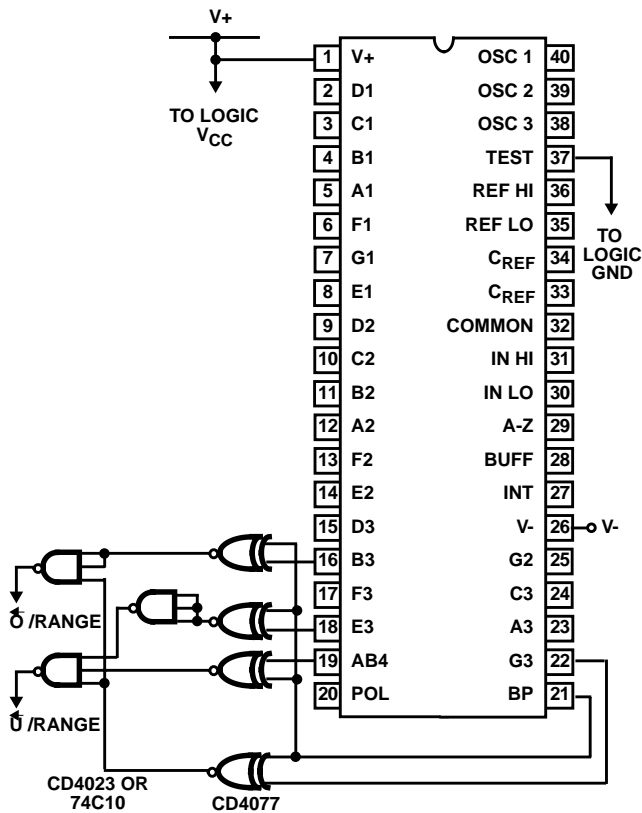 V+
1 V+ OSC 1 40
2 D1 OSC 2 39
3 C1 OSC 3 38
4 B1 TEST 37
5 A1 REF HI 36
6 F1 REF LO 35
7 G1 CREF 34
8 E1 CREF 33
9 D2 COMMON 32
10 C2 IN HI 31
11 B2 IN LO 30
12 A2 A-Z 29
13 F2 BUFF 28
14 E2 INT 27
15 D3 V- 26 V-
16 B3 G2 25
17 F3 C3 24
18 E3 A3 23
19 AB4 G3 22
20 POL BP 21
TO LOGIC
VCC
TO
LOGIC
GND
O /RANGE
U /RANGE
CD4023 OR
74C10
CD4077